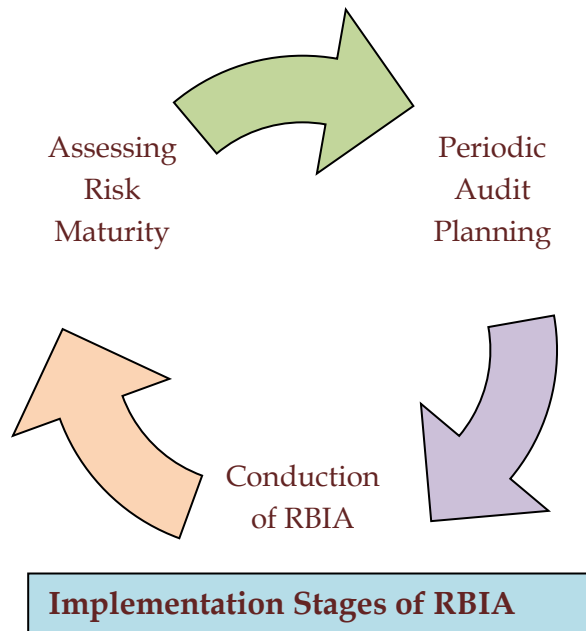 Assessing
Risk
Maturity
Periodic
Audit
Planning
Conduction
of RBIA
Implementation Stages of RBIA